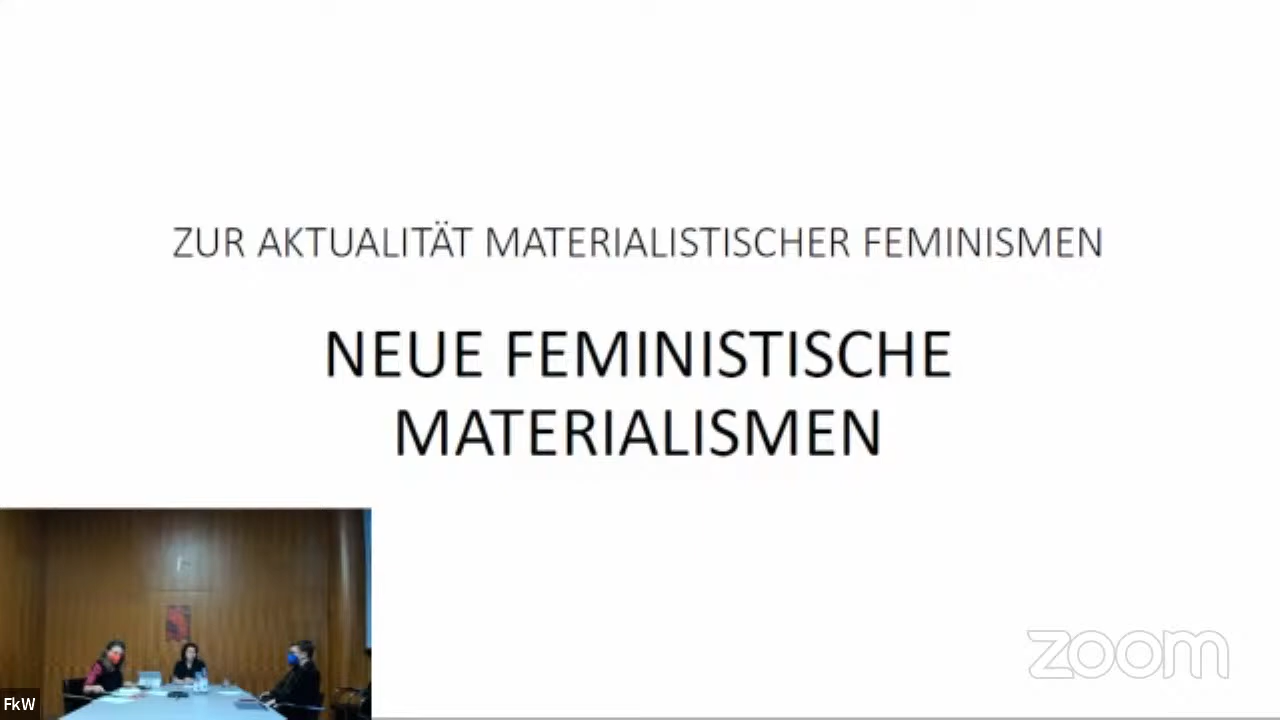 ZUR AKTUALITÄT MATERIALISTISCHER FEMINISMEN
NEUE FEMINISTISCHE
MATERIALISMEN
FkW
zoom